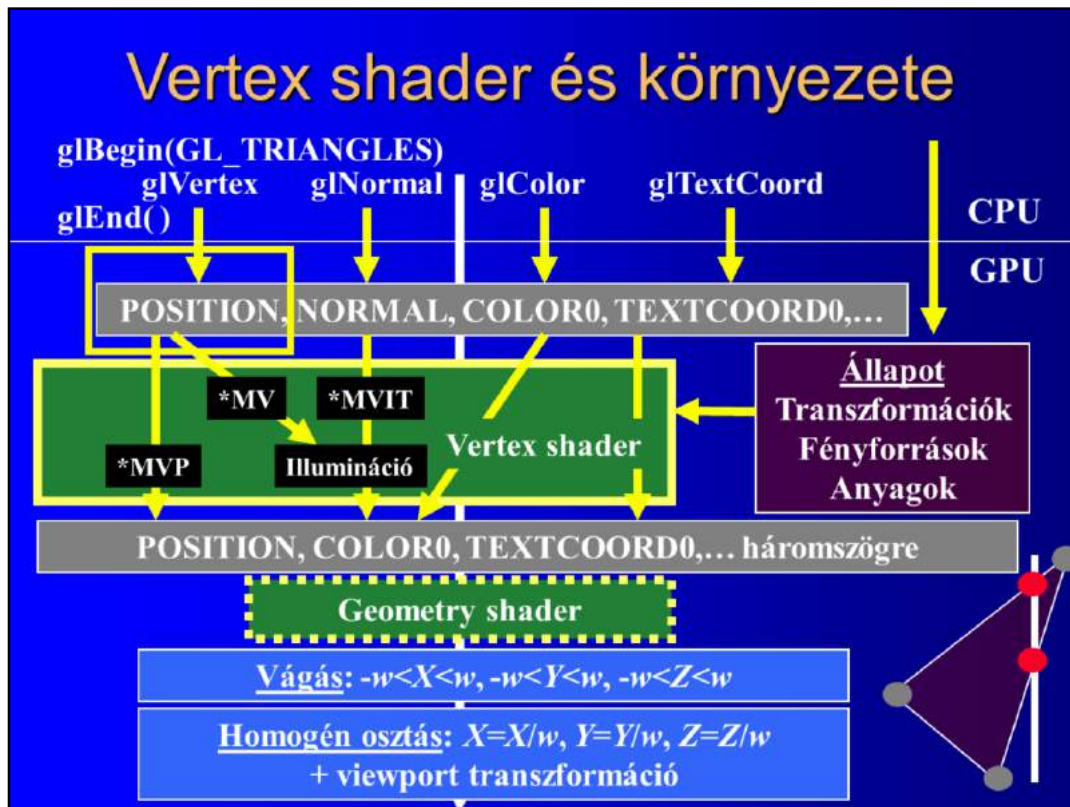 Vertex shader és környezete
glBegin(GL_TRIANGLES)
glVertex glNormal glColor glTextCoord
glEnd()
CPU
GPU
POSITION, NORMAL, COLOR0, TEXTCOORD0,…
*MV *MVIT
Vertex shader
*MVP Illumináció
Állapot
Transzformációk
Fényforrások
Anyagok
POSITION, COLOR0, TEXTCOORD0,… háromszögre
Geometry shader
Vágás: -w<X<w, -w<Y<w, -w<Z<w
Homogén osztás: X=X/w, Y=Y/w, Z=Z/w
+ viewport transzformáció